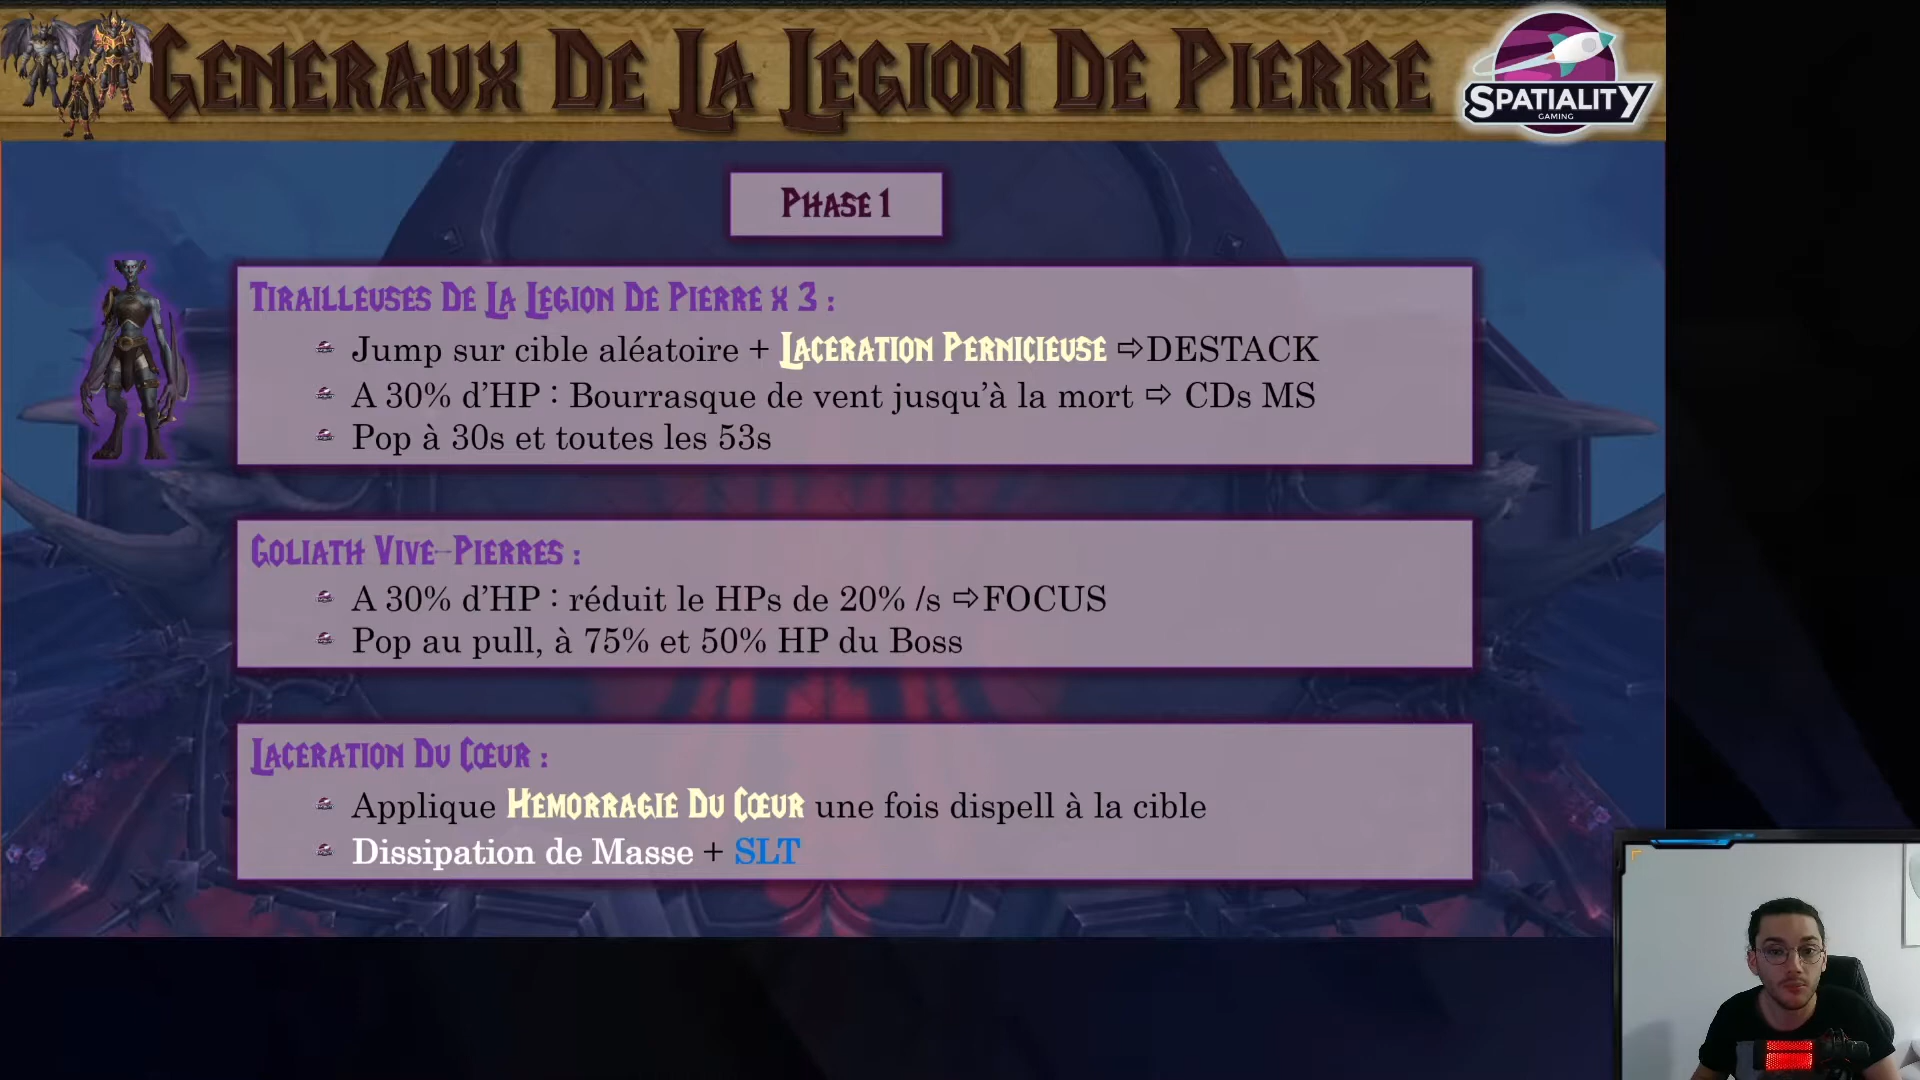 GENERAUX DE LA LEGION DE PIERRE
SPATIALITY
GAMING
PHASE 1
TIRAILLEUSES DE LA LEGION DE PIERRE X 3 :
Jump sur cible aléatoire + LACERATION PERNICIEUSE ⇨DESTACK
A 30% d’HP : Bourrasque de vent jusqu’à la mort ⇨ CDs MS
Pop à 30s et toutes les 53s
GOLIATH VIVE-PIERRES :
A 30% d’HP : réduit le HPs de 20% /s ⇨FOCUS
Pop au pull, à 75% et 50% HP du Boss
LACERATION DU CŒUR :
Applique HEMORRAGIE DU CŒUR une fois dispell à la cible
Dissipation de Masse + SLT